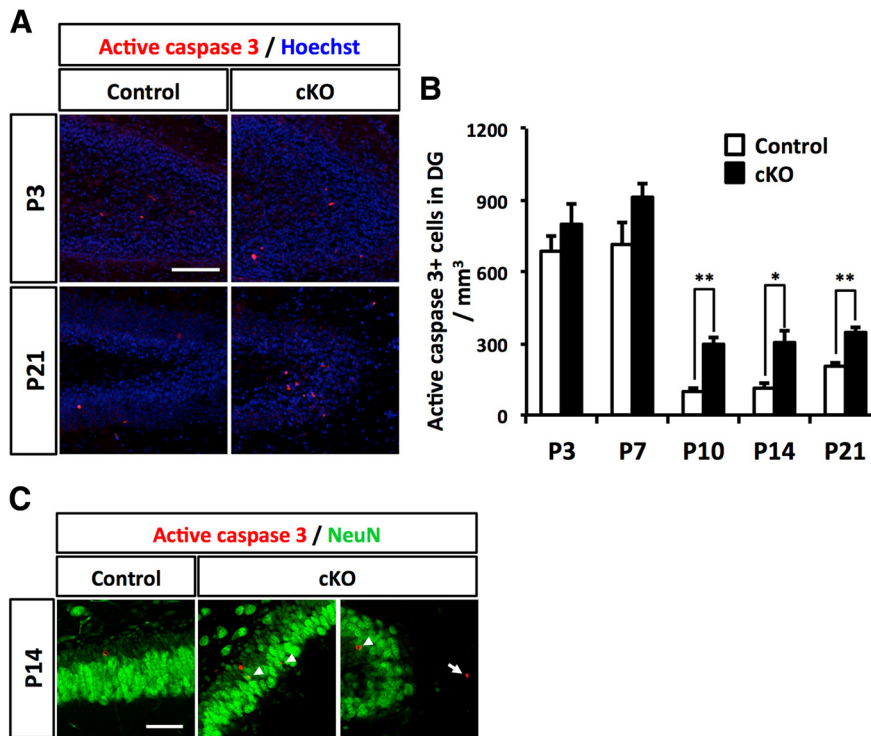 A
Active caspase 3 / Hoechst
Control
cKO
P3
P21
B
Active caspase 3+ cells in DG
/ mm³
1200
900
600
300
0
Control
cKO
**
*
**
P3
P7
P10
P14
P21
C
Active caspase 3 / NeuN
Control
cKO
P14